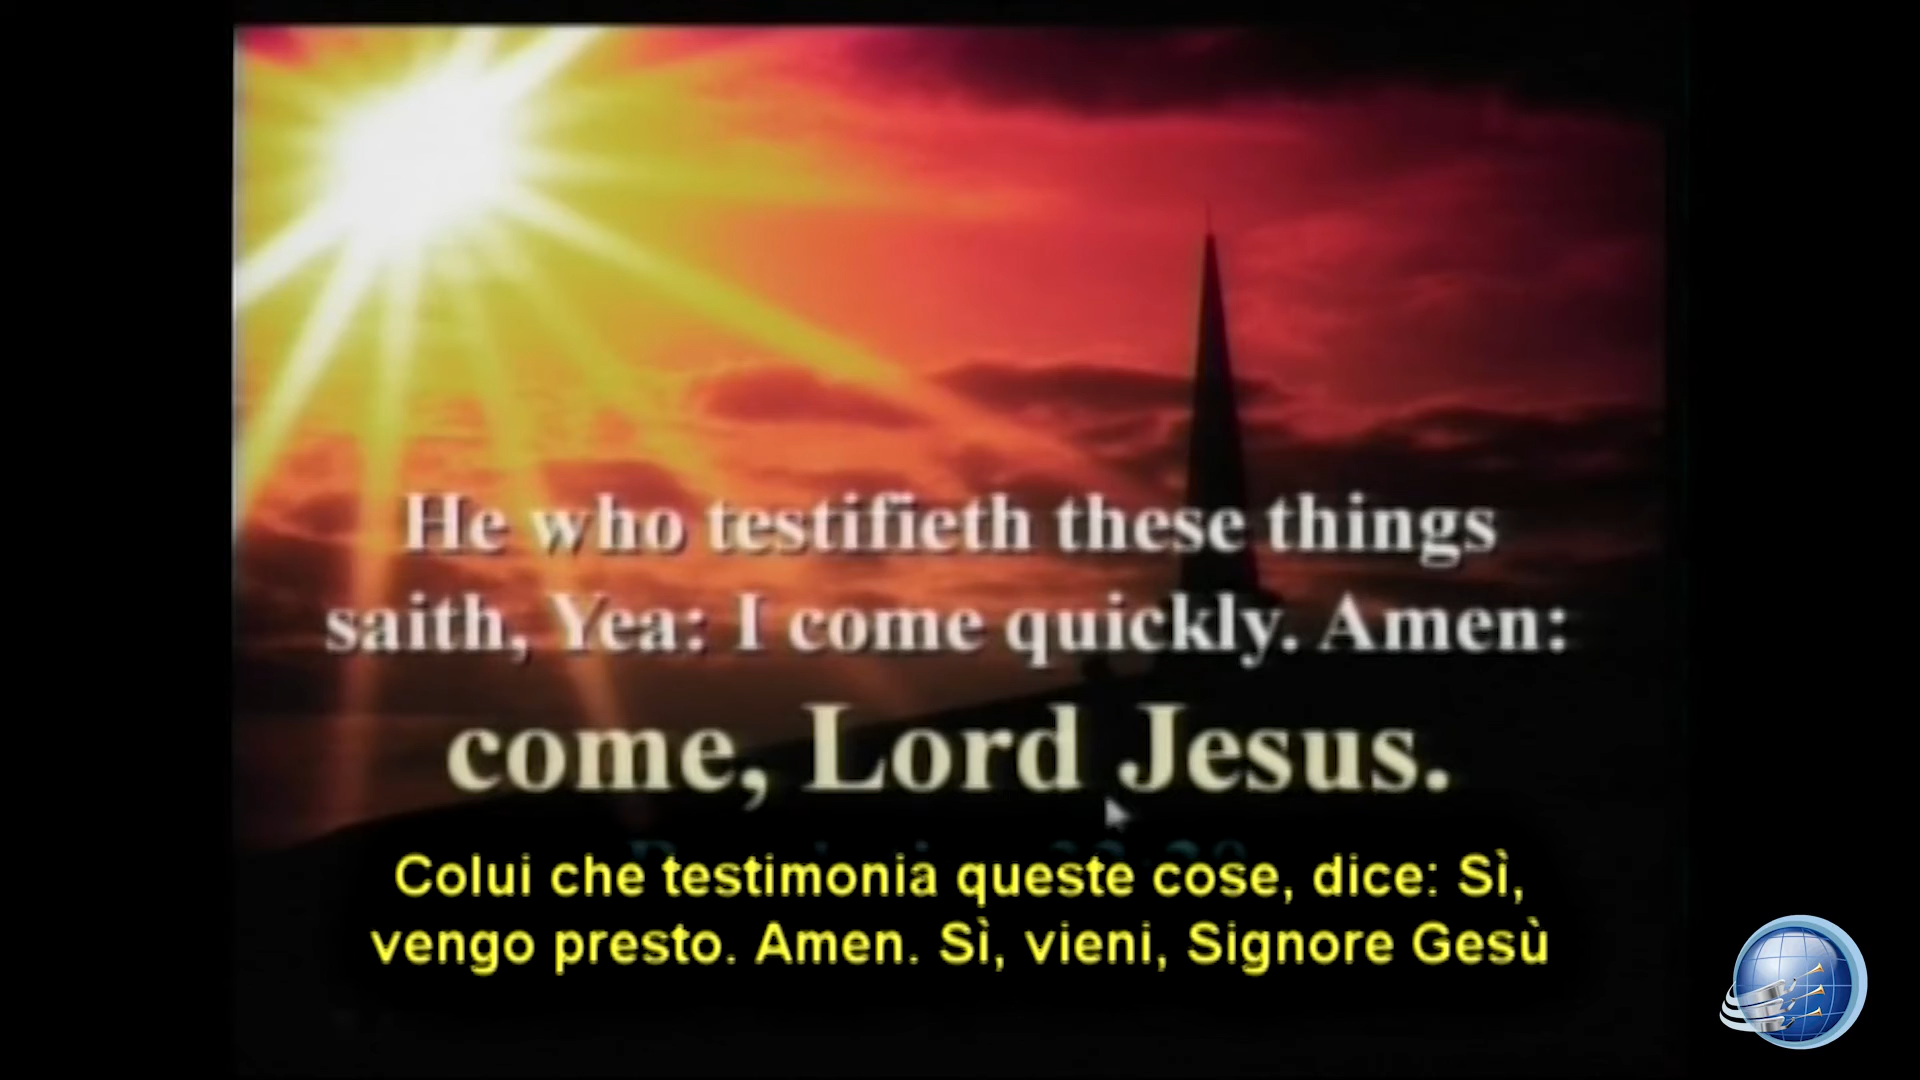 He who testifieth these things
saith, Yea: I come quickly. Amen:
come, Lord Jesus.
Colui che testimonia queste cose, dice: Sì,
vengo presto. Amen. Sì, vieni, Signore Gesù